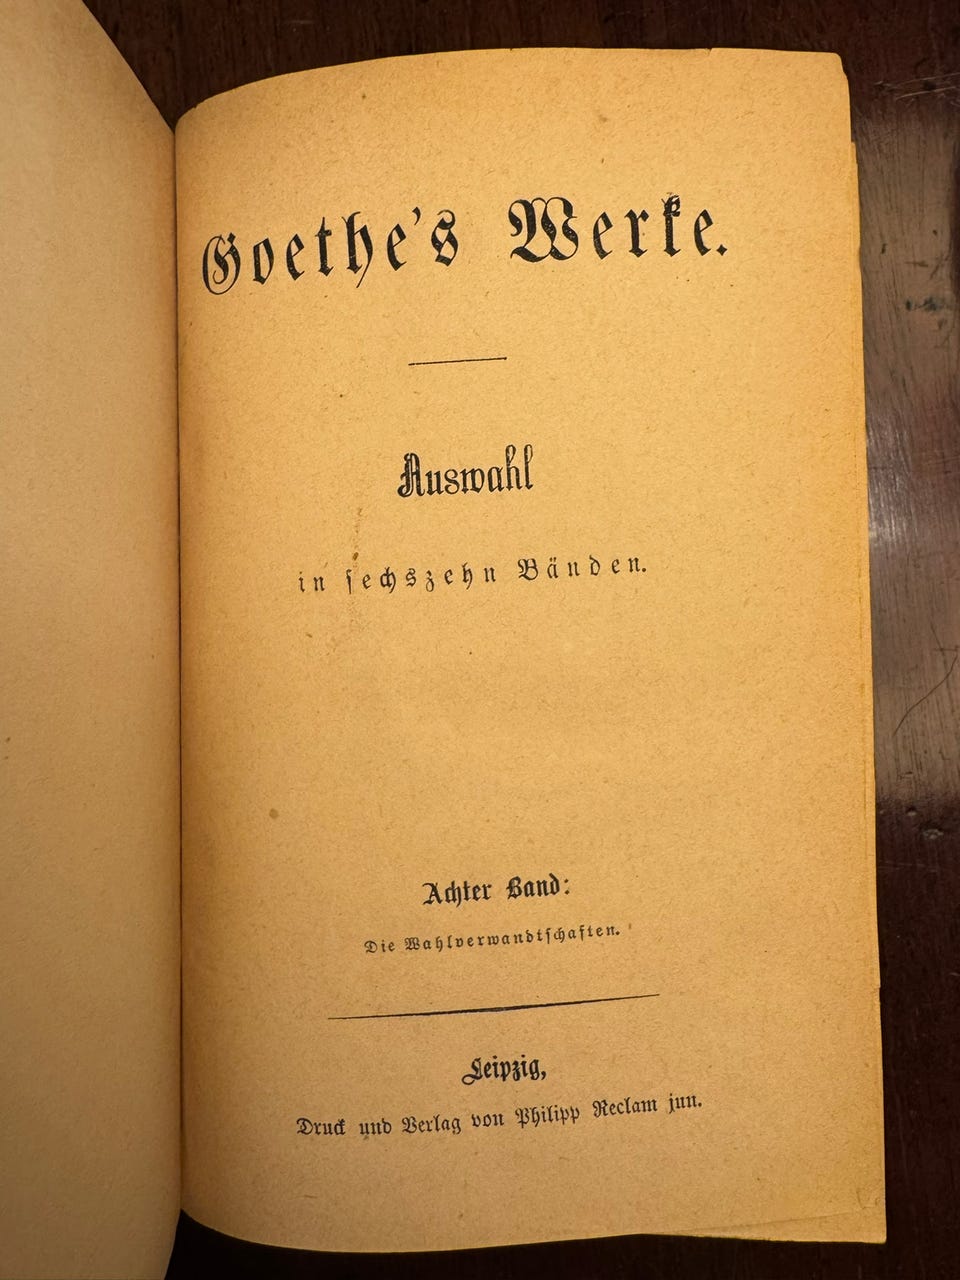 Goethe's Werke.
Auswahl
in sechszehn Bänden.
Achter Band:
Die Wahlverwandtschaften.
Leipzig,
Druck und Verlag von Philipp Reclam jun.